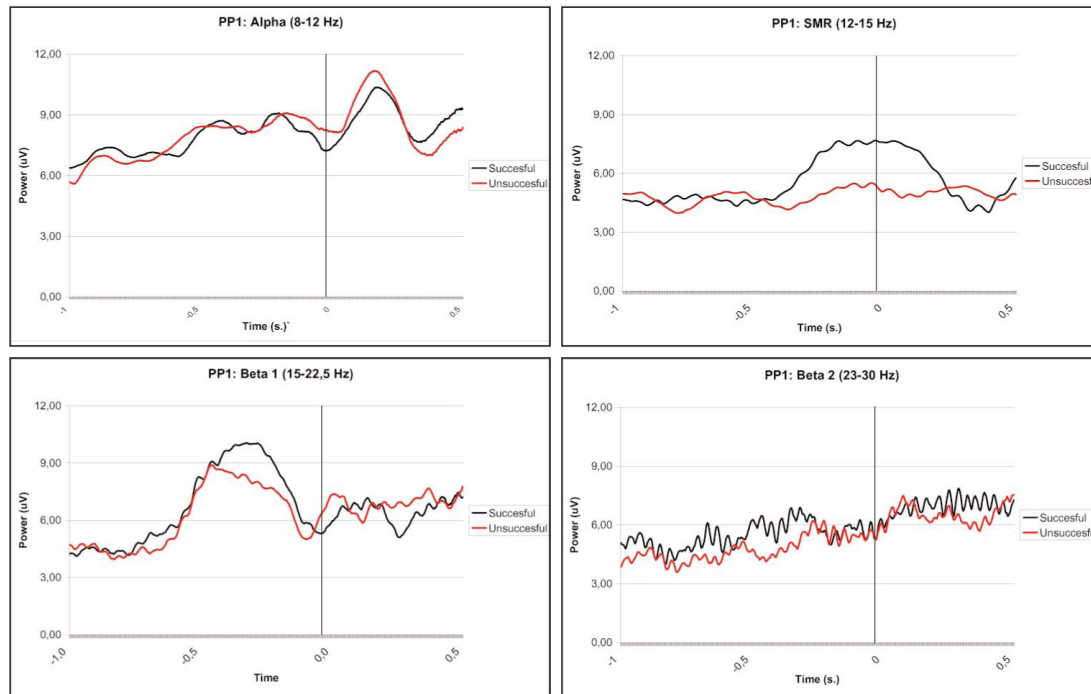 PP1: Alpha (8-12 Hz)
12,00
9,00
6,00
3,00
0,00
Power (uV)
-1
-0,5
0
0,5
Time (s.)`
Succesful
Unsuccesful
PP1: SMR (12-15 Hz)
12,00
9,00
6,00
3,00
0,00
Power (uV)
-1
-0,5
0
0,5
Time (s.)
Succesful
Unsuccesful
PP1: Beta 1 (15-22,5 Hz)
12,00
9,00
6,00
3,00
0,00
Power (uV)
-1,0
-0,5
0,0
0,5
Time
Succesful
Unsuccesful
PP1: Beta 2 (23-30 Hz)
12,00
9,00
6,00
3,00
0,00
Power (uV)
-1
-0,5
0
0,5
Time (s.)
Succesful
Unsuccesful